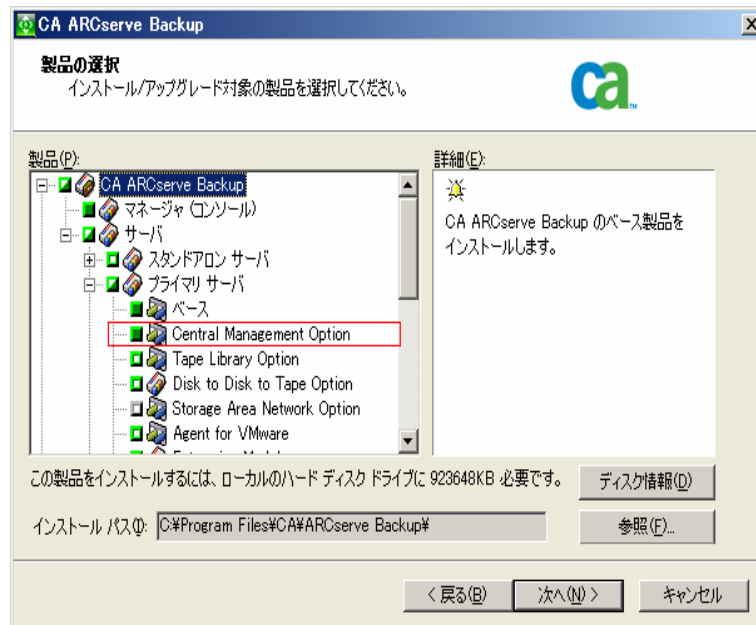 CA ARCserve Backup
製品の選択
インストール/アップグレード対象の製品を選択してください。
ca
製品(P):
詳細(E):
CA ARCserve Backup
マネージャ (コンソール)
サーバ
スタンドアロン サーバ
プライマリ サーバ
ベース
Central Management Option
Tape Library Option
Disk to Disk to Tape Option
Storage Area Network Option
Agent for VMware
CA ARCserve Backup のベース製品を
インストールします。
この製品をインストールするには、ローカルのハード ディスク ドライブに 923648KB 必要です。
ディスク情報(D)
インストール パス(I):
C:¥Program Files¥CA¥ARCserve Backup¥
参照(F)...
< 戻る(B)
次へ(N) >
キャンセル